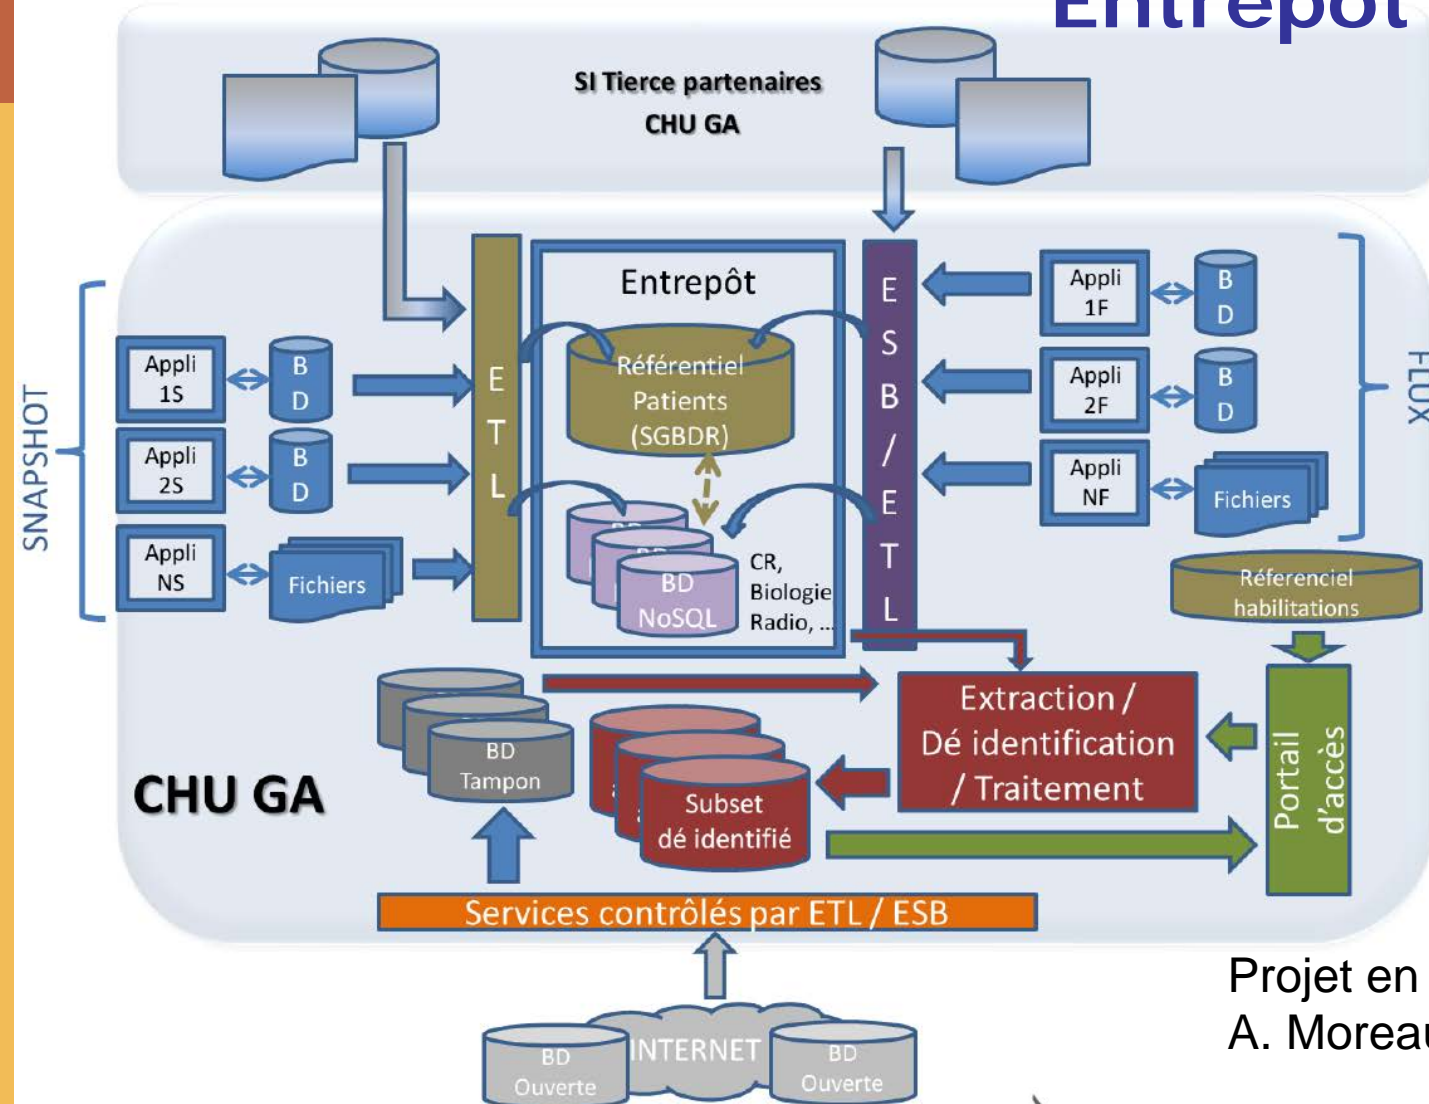 Entrepôt
SI Tierce partenaires
CHU GA
SNAPSHOT
Appli
1S
B
D
Appli
2S
B
D
Appli
NS
Fichiers
E
T
L
Entrepôt
Référentiel
Patients
(SGBDR)
BD
NoSQL
CR,
Biologie
Radio, ...
E
S
B
/
E
T
L
Appli
1F
B
D
Appli
2F
B
D
Appli
NF
Fichiers
FLUX
Réferenciel
habilitations
Extraction /
Dé identification
/ Traitement
Portail
d'accès
BD
Tampon
Subset
dé identifié
CHU GA
Services contrôlés par ETL / ESB
INTERNET
BD
Ouverte
BD
Ouverte
Projet en
A. Moreau